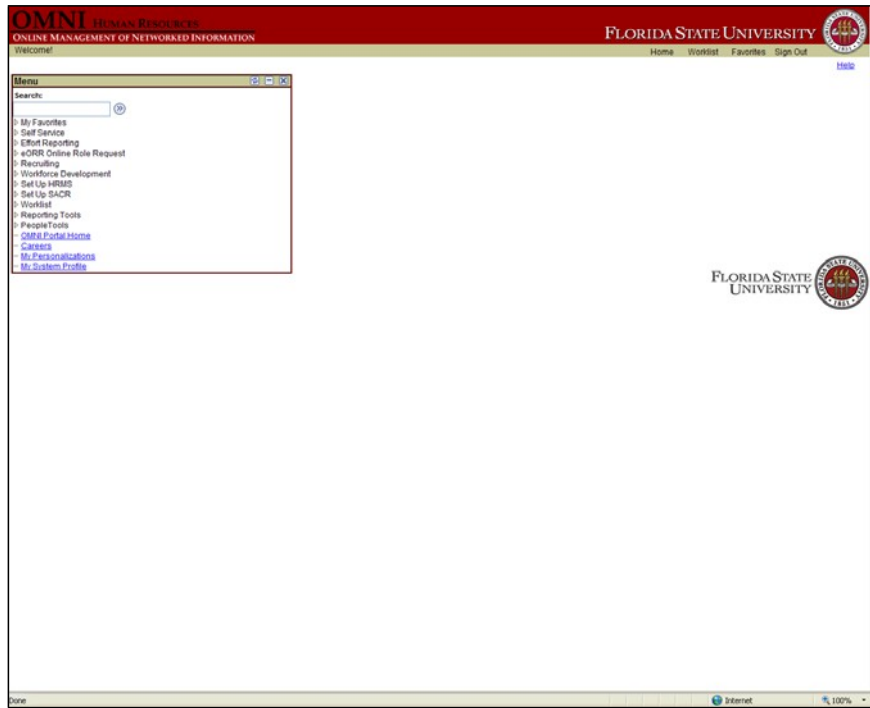 OMNI HUMAN RESOURCES
ONLINE MANAGEMENT OF NETWORKED INFORMATION
FLORIDA STATE UNIVERSITY
Welcome!
Home Worklist Favorites Sign Out
Help
Menu
Search:
My Favorites
Self Service
Effort Reporting
eORR Online Role Request
Recruiting
Workforce Development
Set Up HRMS
Set Up SACR
Worklist
Reporting Tools
PeopleTools
OMNI Portal Home
Careers
My Personalizations
My System Profile
FLORIDA STATE
UNIVERSITY
1851
Done
Internet
100%